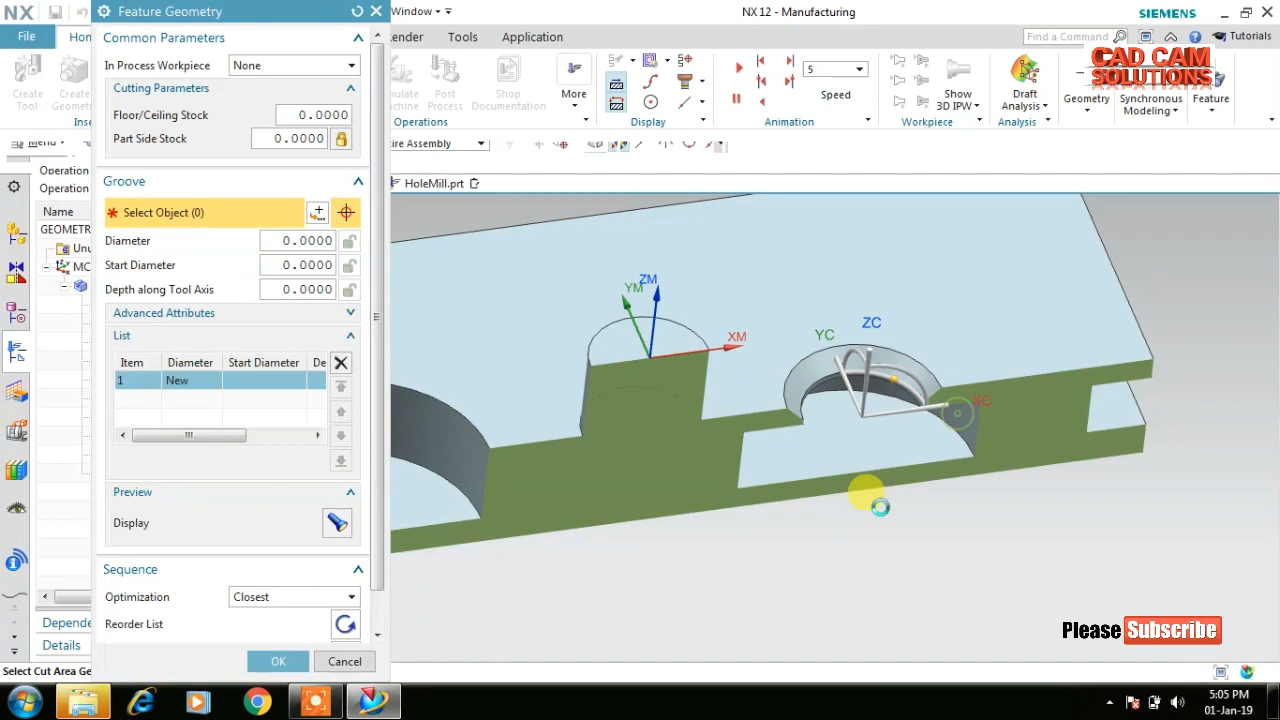 NX
Window
NX 12 - Manufacturing
SIEMENS
Feature Geometry
File
Render
Tools
Application
Find a Command
Tutorials
CAD CAM
SOLUTIONS
Create
Tool
Create
Post
Process
Shop
Documentation
More
5
Speed
Show
3D IPW
Draft
Analysis
Geometry
Synchronous
Modeling
Feature
Operations
Display
Animation
Workpiece
Analysis
Menu
Entire Assembly
HoleMill.prt
Common Parameters
In Process Workpiece
None
Cutting Parameters
Floor/Ceiling Stock
0.0000
Part Side Stock
0.0000
Groove
* Select Object (0)
Diameter
0.0000
Start Diameter
0.0000
Depth along Tool Axis
0.0000
Advanced Attributes
List
Item
Diameter
Start Diameter
De
1
New
Preview
Display
Sequence
Optimization
Closest
Reorder List
OK
Cancel
Operation
Operation
Name
GEOMETR
Unu
MC
Depende
Details
Select Cut Area Ge
ZM
YM
XM
ZC
YC
XC
Please Subscribe
5:05 PM
01-Jan-19